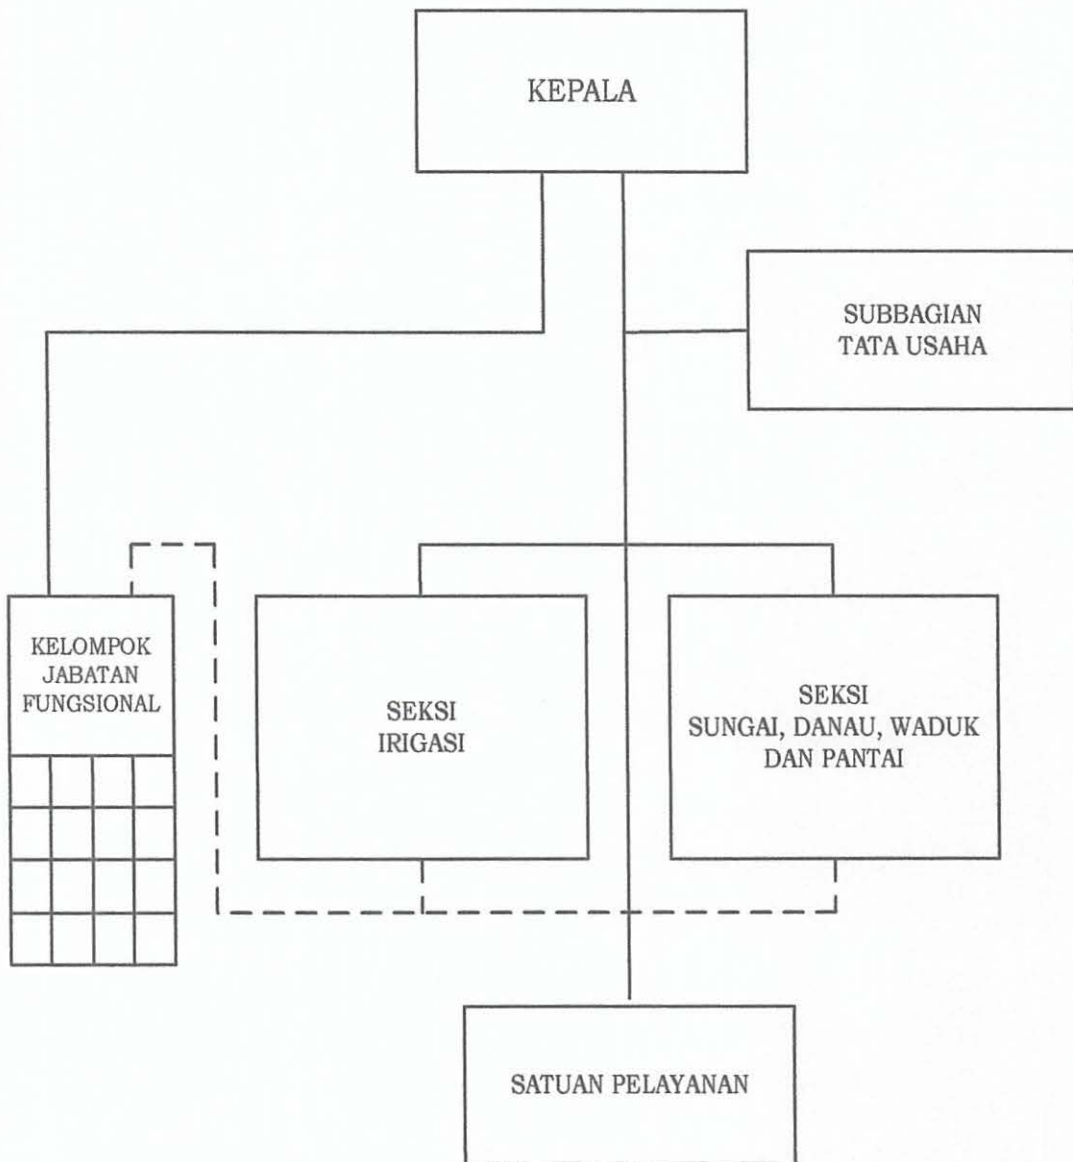 KEPALA
SUBBAGIAN
TATA USAHA
KELOMPOK
JABATAN
FUNGSIONAL
SEKSI
IRIGASI
SEKSI
SUNGAI, DANAU, WADUK
DAN PANTAI
SATUAN PELAYANAN